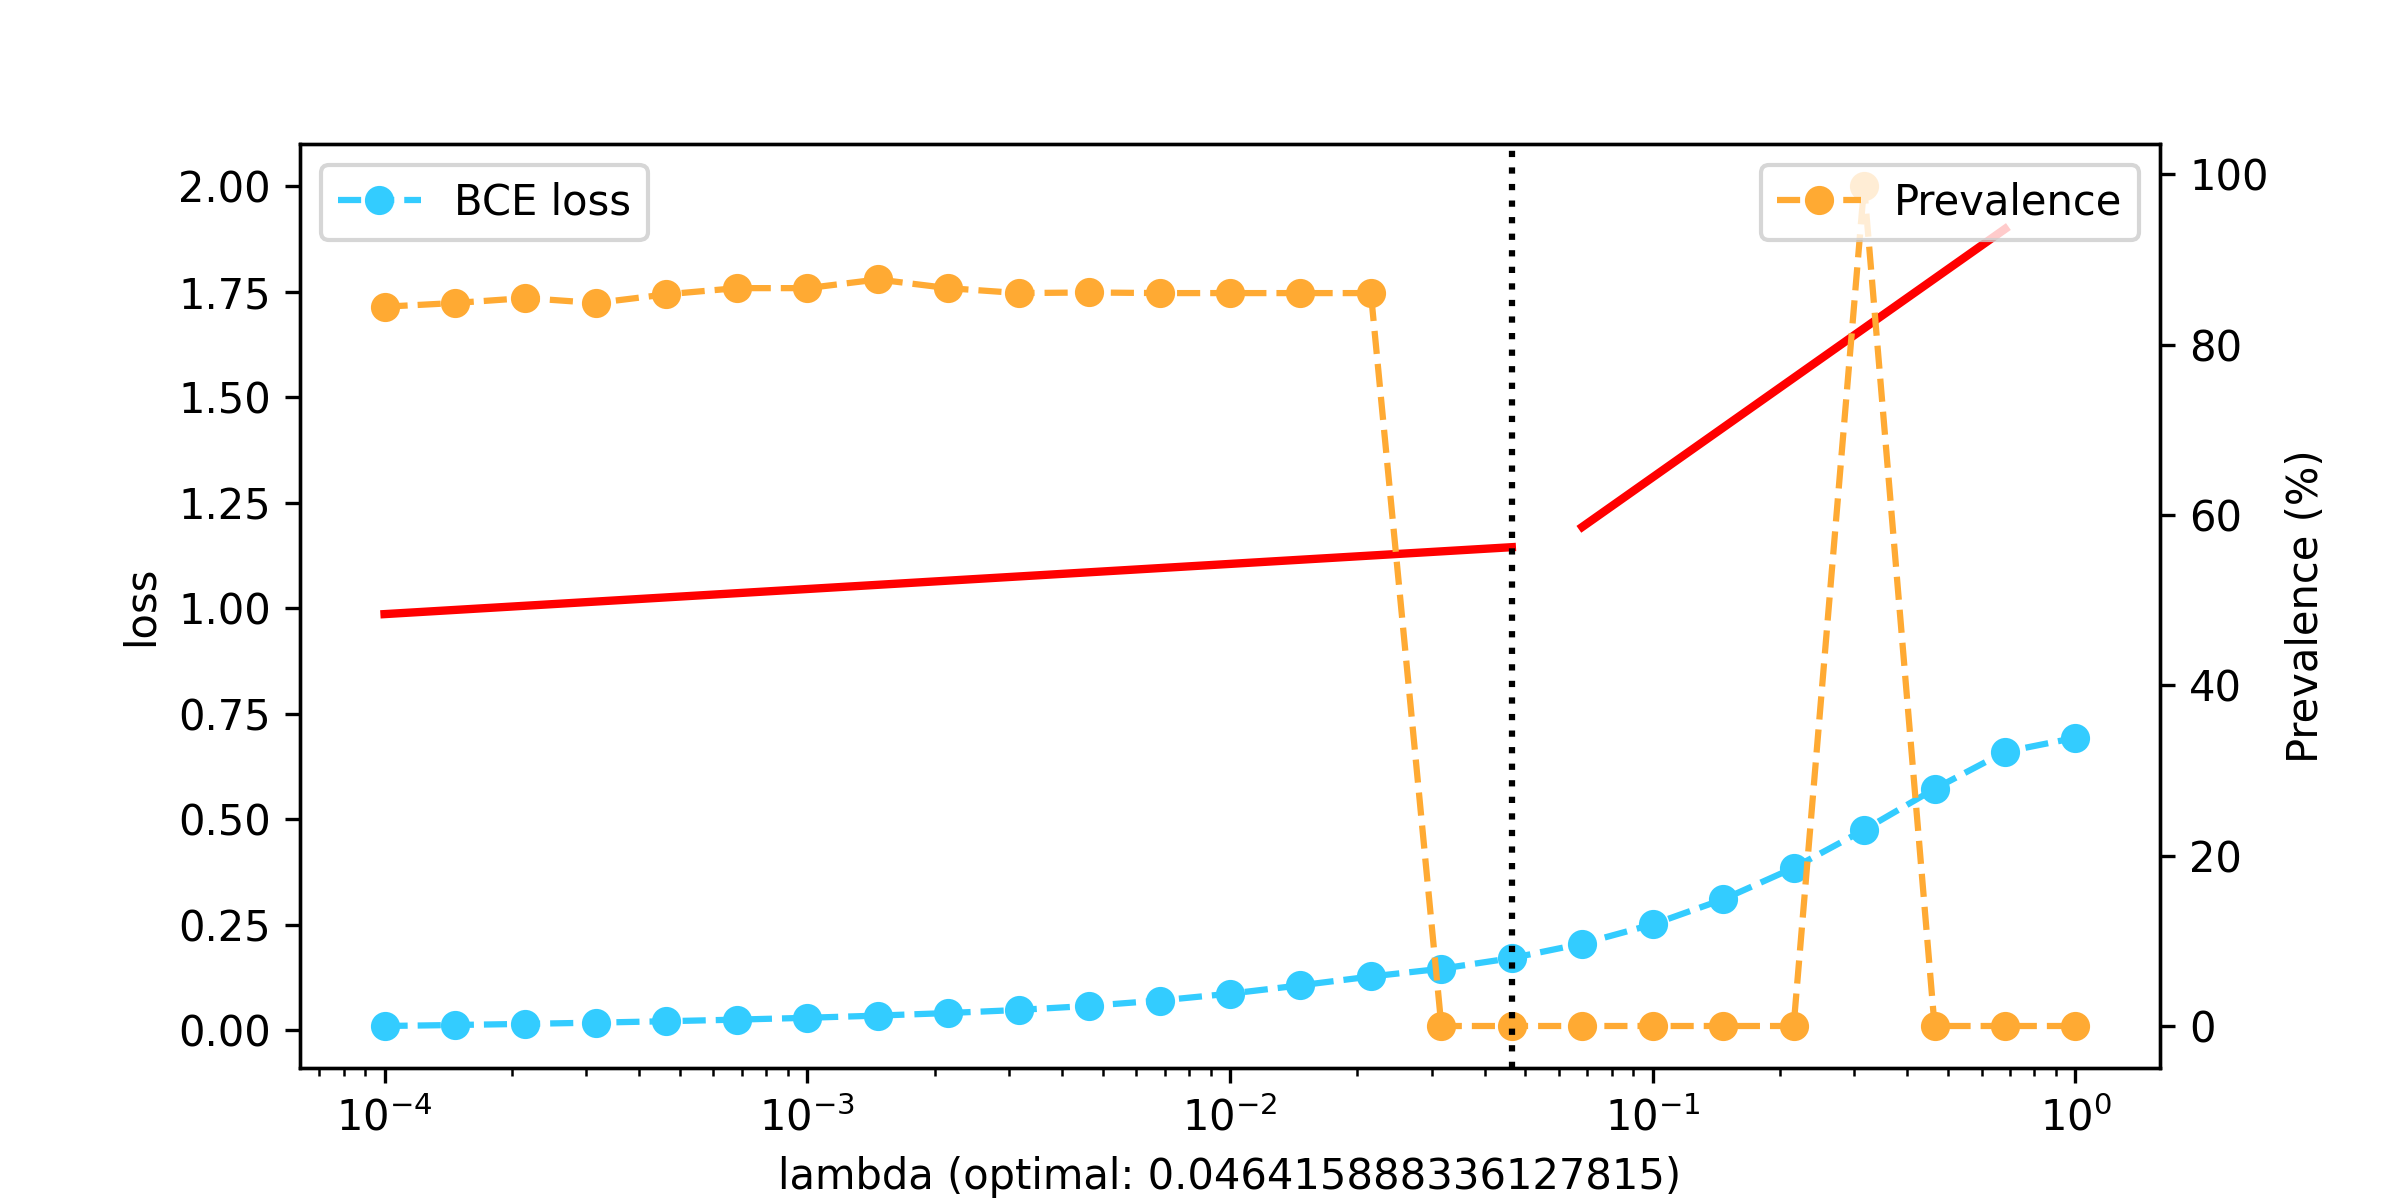 BCE loss
Prevalence
2.00
1.75
1.50
1.25
1.00
0.75
0.50
0.25
0.00
loss
100
80
60
40
20
0
Prevalence (%)
10⁻⁴ 10⁻³ 10⁻² 10⁻¹ 10⁰
lambda (optimal: 0.046415888336127815)